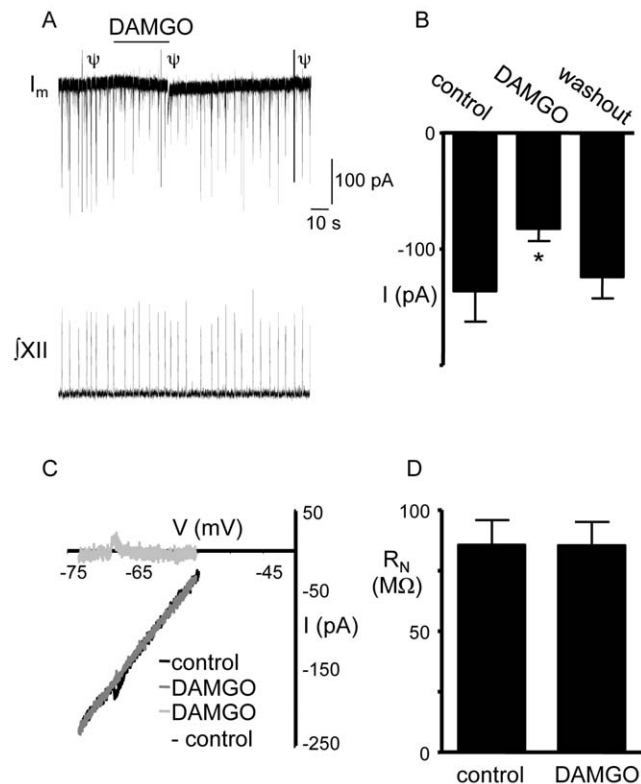 A
DAMGO
ψ ψ ψ
Im
100 pA
10 s
∫XII
B
control DAMGO washout
0
-100
I (pA)
*
C
50
V (mV)
-75 -65 -45
-50
I (pA)
-150
-250
control
DAMGO
DAMGO
- control
D
100
RN
(MΩ)
50
0
control DAMGO